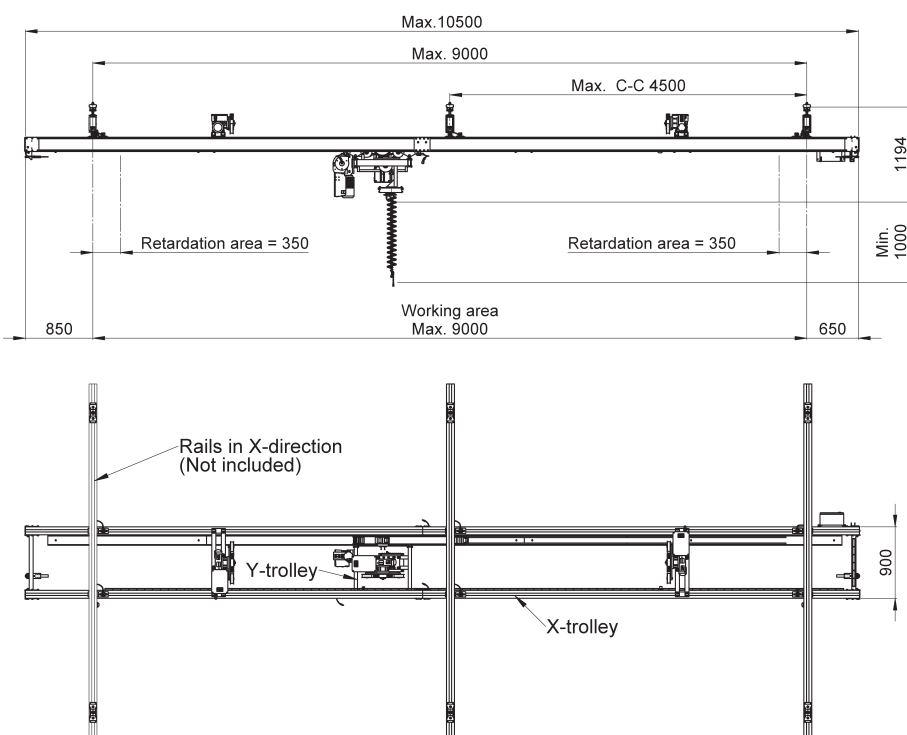 Max.10500
Max. 9000
Max. C-C 4500
1194
Min.
1000
Retardation area = 350
Retardation area = 350
Working area
Max. 9000
850
650
Rails in X-direction
(Not included)
Y-trolley
900
X-trolley